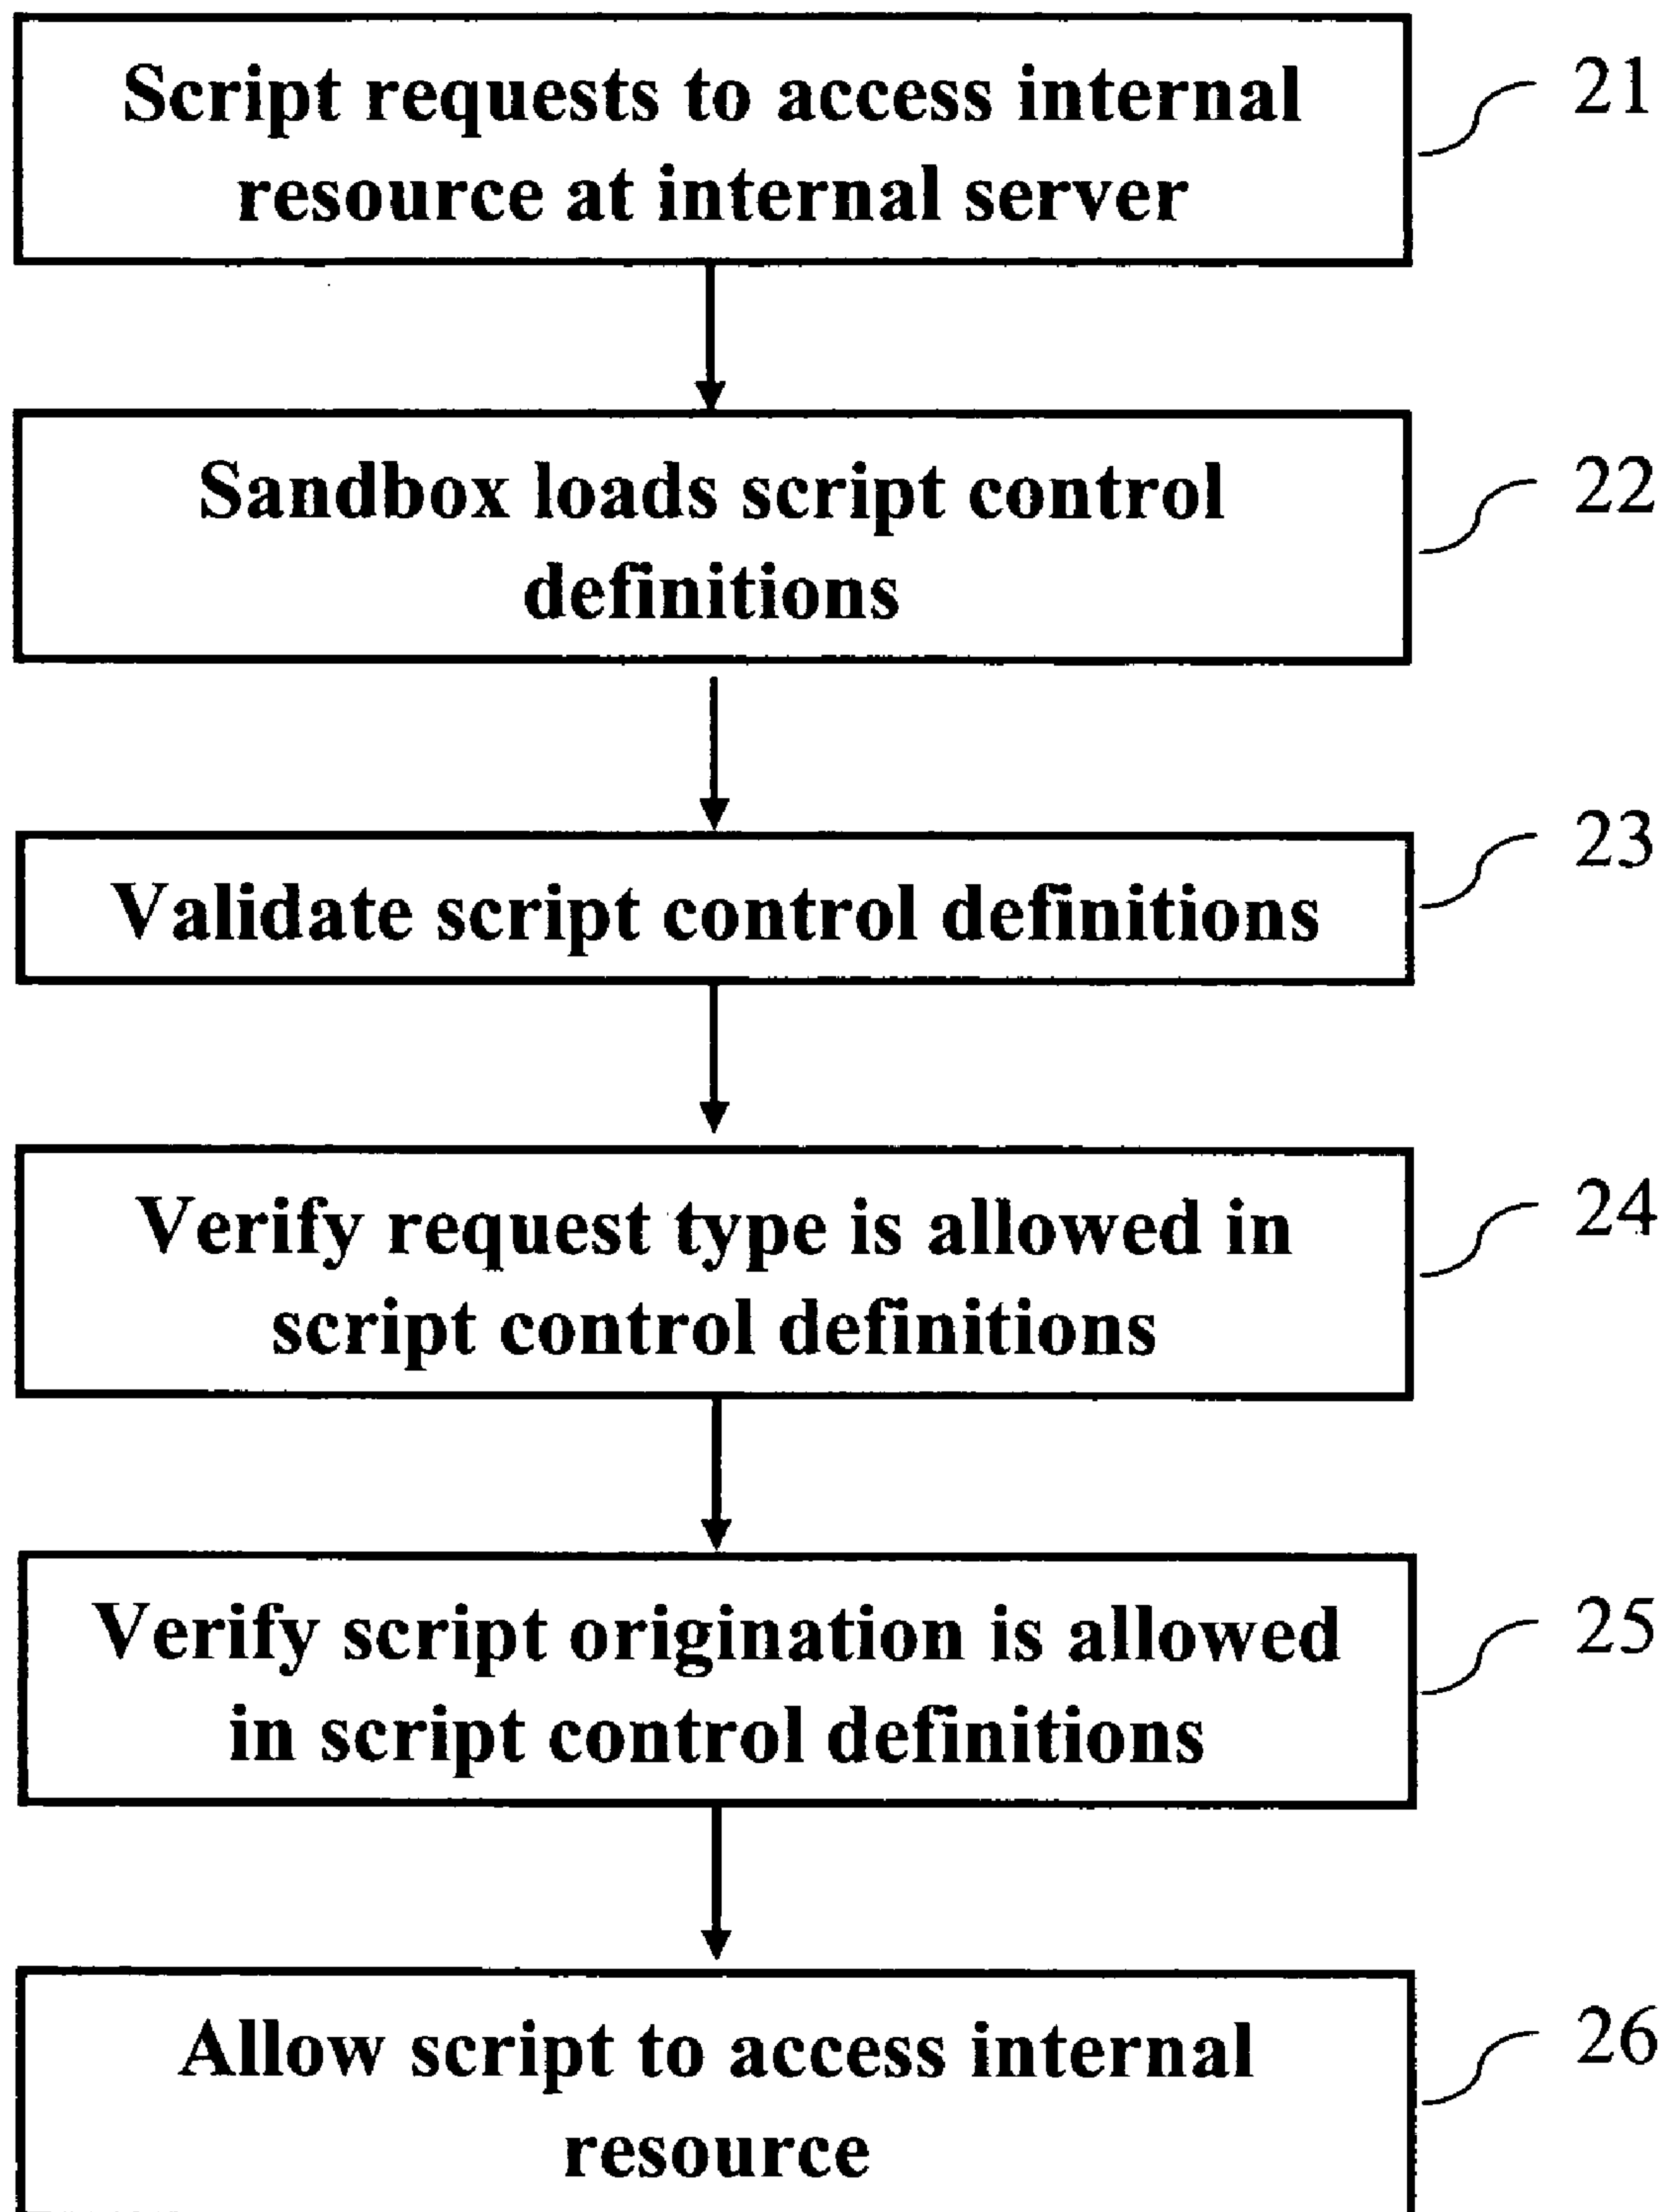 Script requests to access internal
resource at internal server
21
Sandbox loads script control
definitions
22
Validate script control definitions
23
Verify request type is allowed in
script control definitions
24
Verify script origination is allowed
in script control definitions
25
Allow script to access internal
resource
26